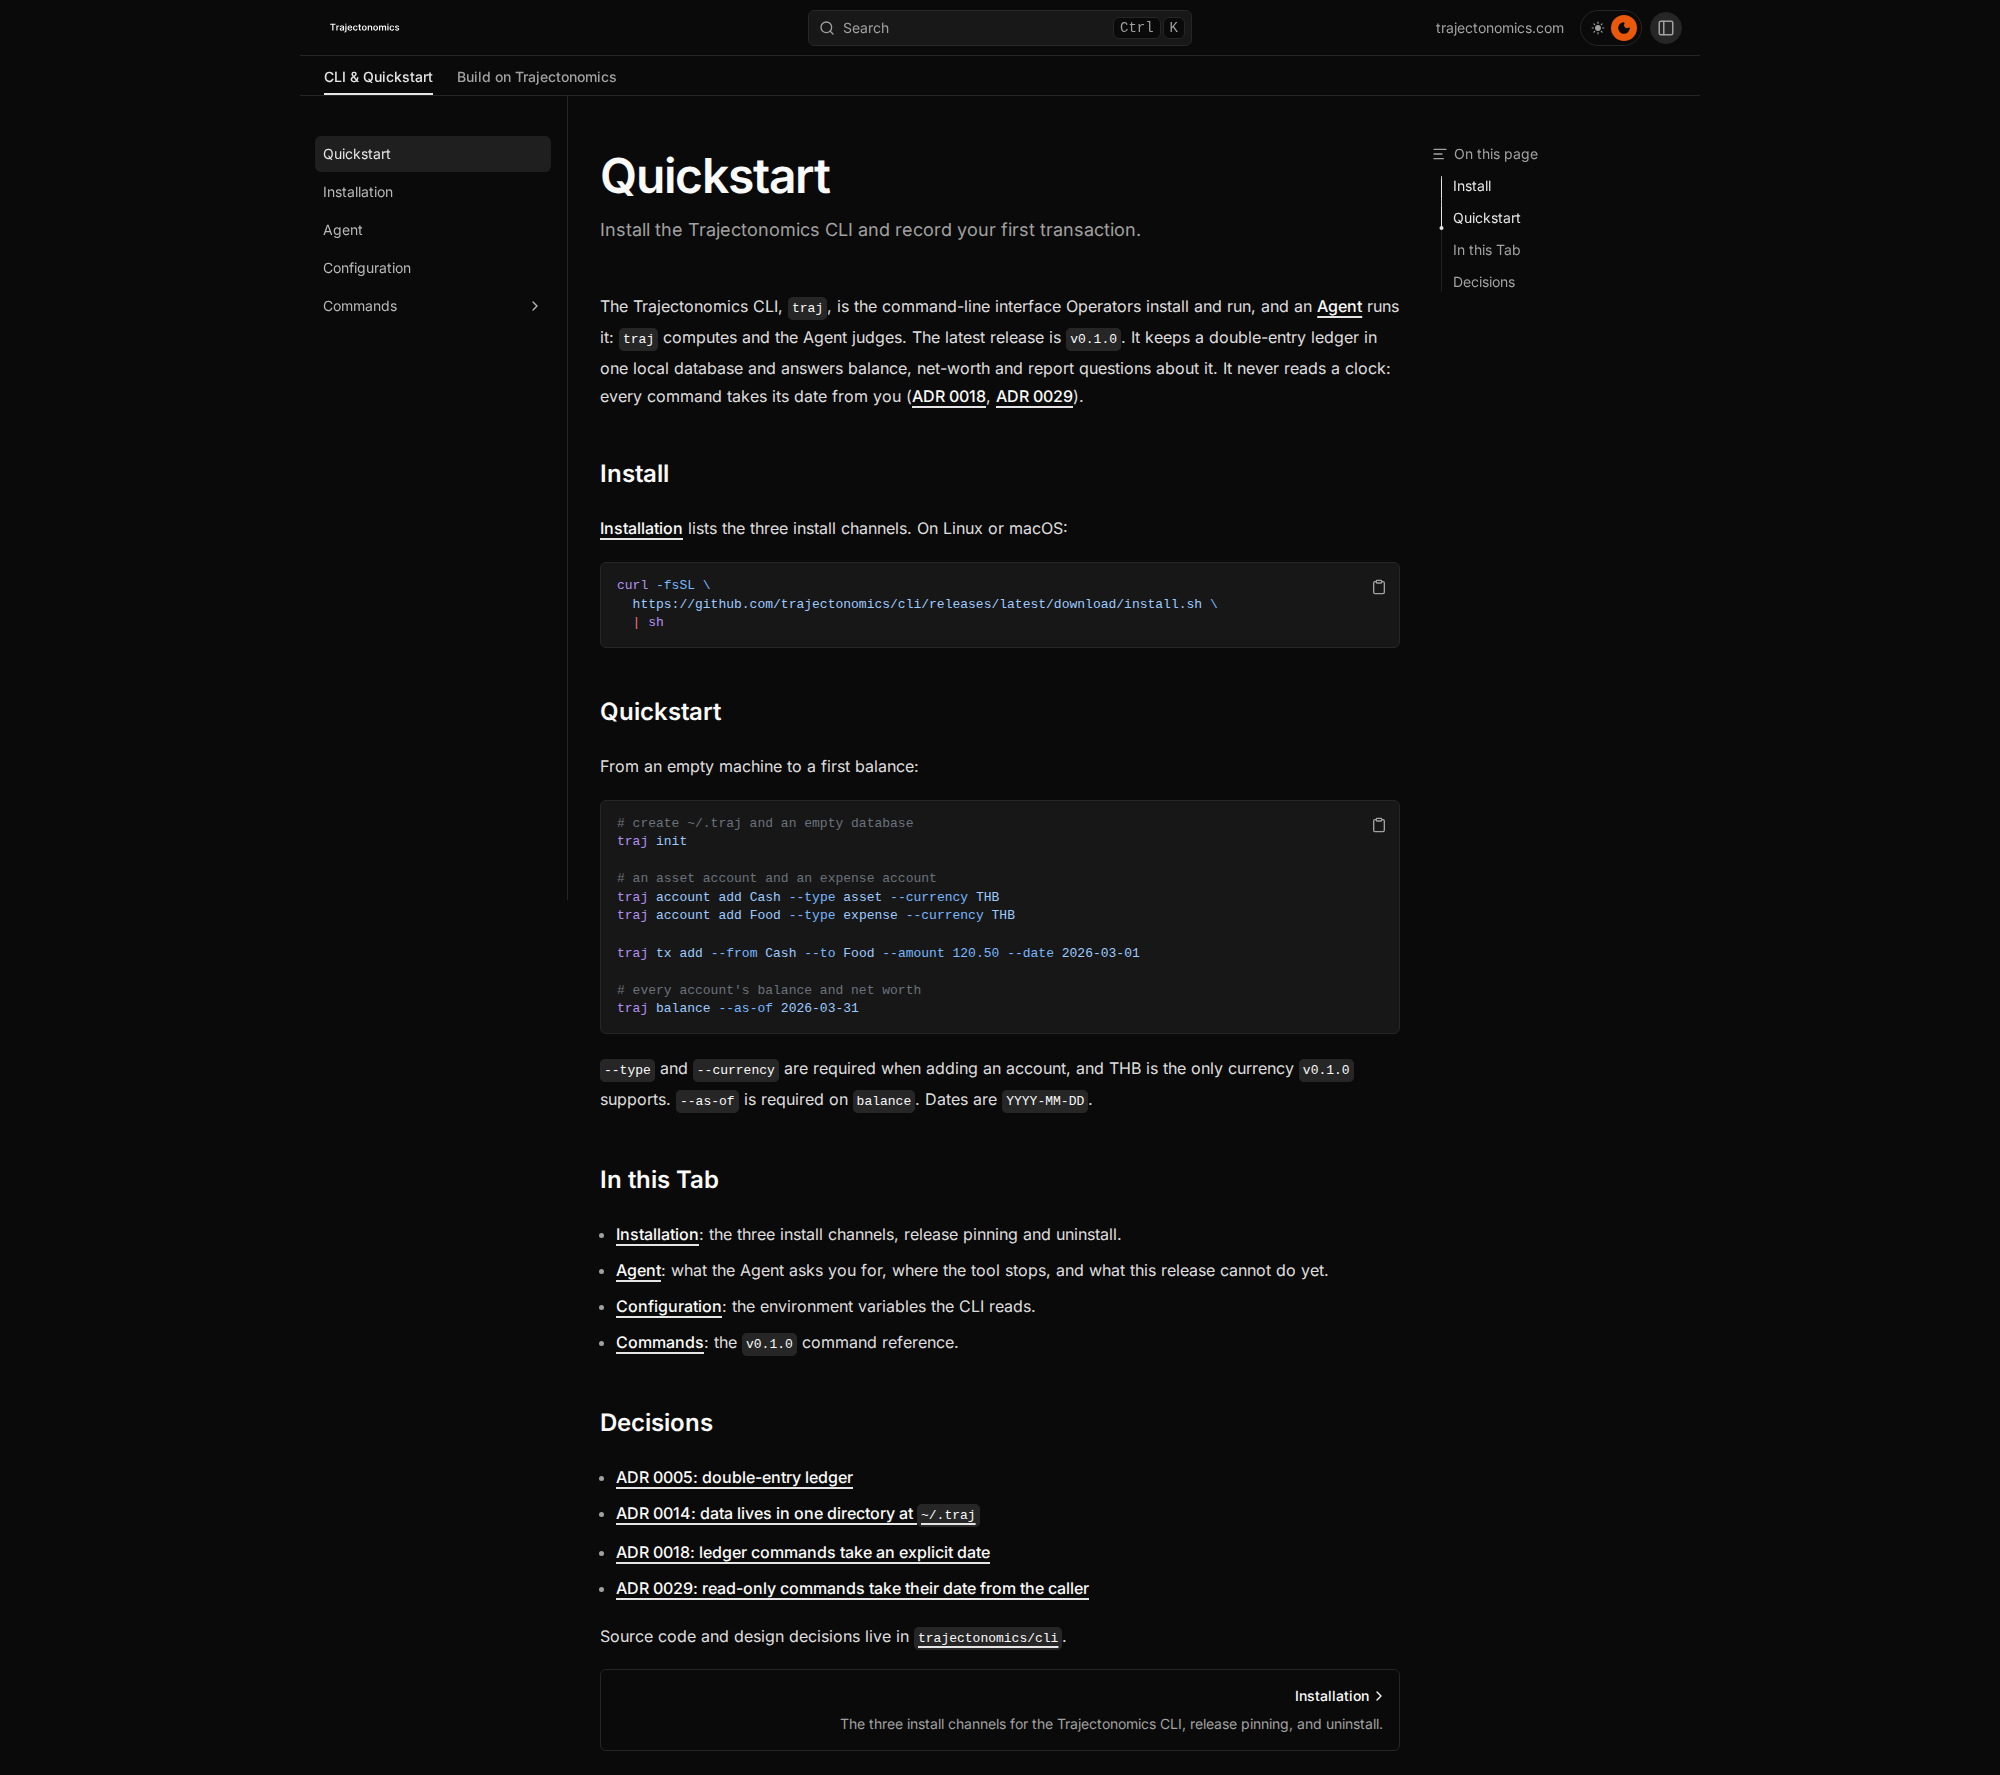 Trajectonomics
Search
Ctrl K
trajectonomics.com
CLI & Quickstart
Build on Trajectonomics
Quickstart
Installation
Agent
Configuration
Commands
Quickstart
Install the Trajectonomics CLI and record your first transaction.
The Trajectonomics CLI, traj, is the command-line interface Operators install and run, and an Agent runs
it: traj computes and the Agent judges. The latest release is v0.1.0. It keeps a double-entry ledger in
one local database and answers balance, net-worth and report questions about it. It never reads a clock:
every command takes its date from you (ADR 0018, ADR 0029).
Install
Installation lists the three install channels. On Linux or macOS:
curl -fsSL \
  https://github.com/trajectonomics/cli/releases/latest/download/install.sh \
  | sh
Quickstart
From an empty machine to a first balance:
# create ~/.traj and an empty database
traj init
# an asset account and an expense account
traj account add Cash --type asset --currency THB
traj account add Food --type expense --currency THB
traj tx add --from Cash --to Food --amount 120.50 --date 2026-03-01
# every account's balance and net worth
traj balance --as-of 2026-03-31
--type and --currency are required when adding an account, and THB is the only currency v0.1.0
supports. --as-of is required on balance. Dates are YYYY-MM-DD.
In this Tab
Installation: the three install channels, release pinning and uninstall.
Agent: what the Agent asks you for, where the tool stops, and what this release cannot do yet.
Configuration: the environment variables the CLI reads.
Commands: the v0.1.0 command reference.
Decisions
ADR 0005: double-entry ledger
ADR 0014: data lives in one directory at ~/.traj
ADR 0018: ledger commands take an explicit date
ADR 0029: read-only commands take their date from the caller
Source code and design decisions live in trajectonomics/cli.
Installation
The three install channels for the Trajectonomics CLI, release pinning, and uninstall.
On this page
Install
Quickstart
In this Tab
Decisions